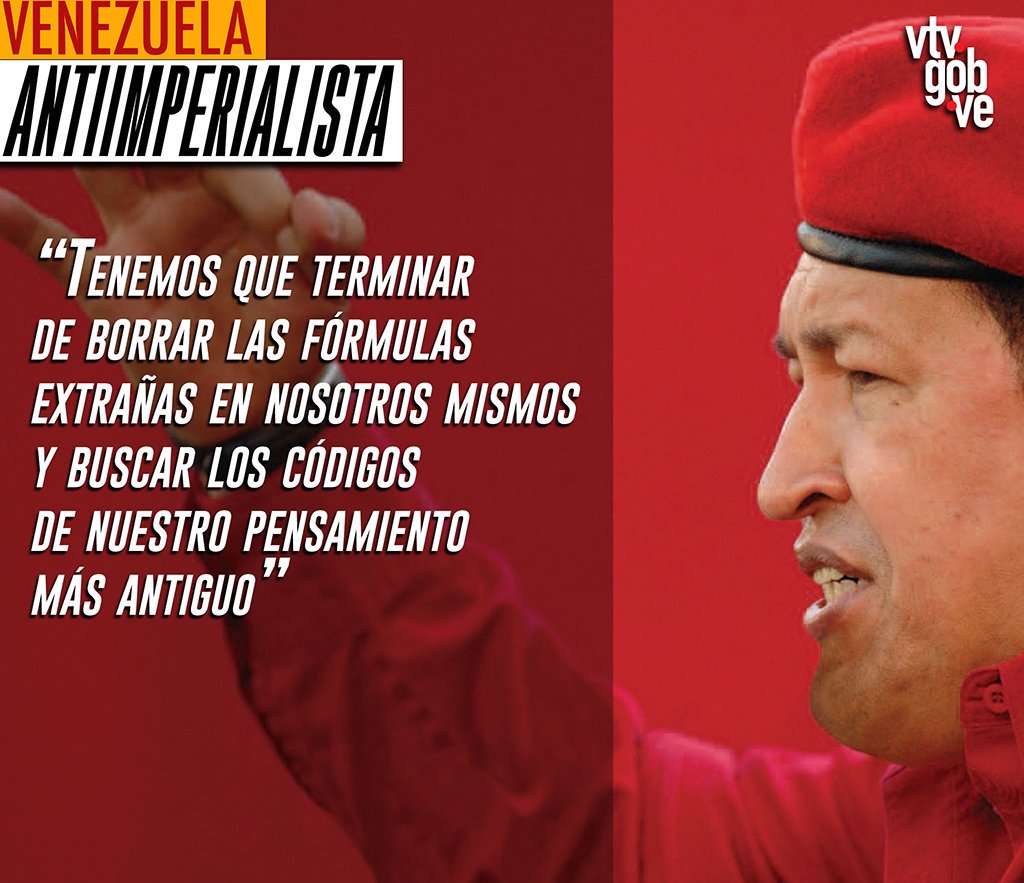 VENEZUELA
ANTIIMPERIALISTA
vtv.
gob
.ve
“TENEMOS QUE TERMINAR
DE BORRAR LAS FÓRMULAS
EXTRAÑAS EN NOSOTROS MISMOS
Y BUSCAR LOS CÓDIGOS
DE NUESTRO PENSAMIENTO
MÁS ANTIGUO”